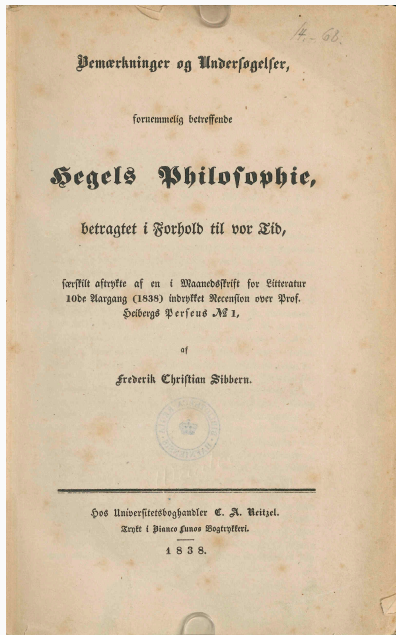 14.-68.
Bemærkninger og Undersøgelser,
fornemmelig betreffende
Hegels Philosophie,
betragtet i Forhold til vor Tid,
særskilt aftrykte af en i Maanedsskrift for Litteratur
10de Aargang (1838) indrykket Recension over Prof.
Heibergs Perseus № 1,
af
Frederik Christian Sibbern.
Hos Universitetsboghandler C. A. Reitzel.
Trykt i Bianco Lunos Bogtrykkeri.
1838.